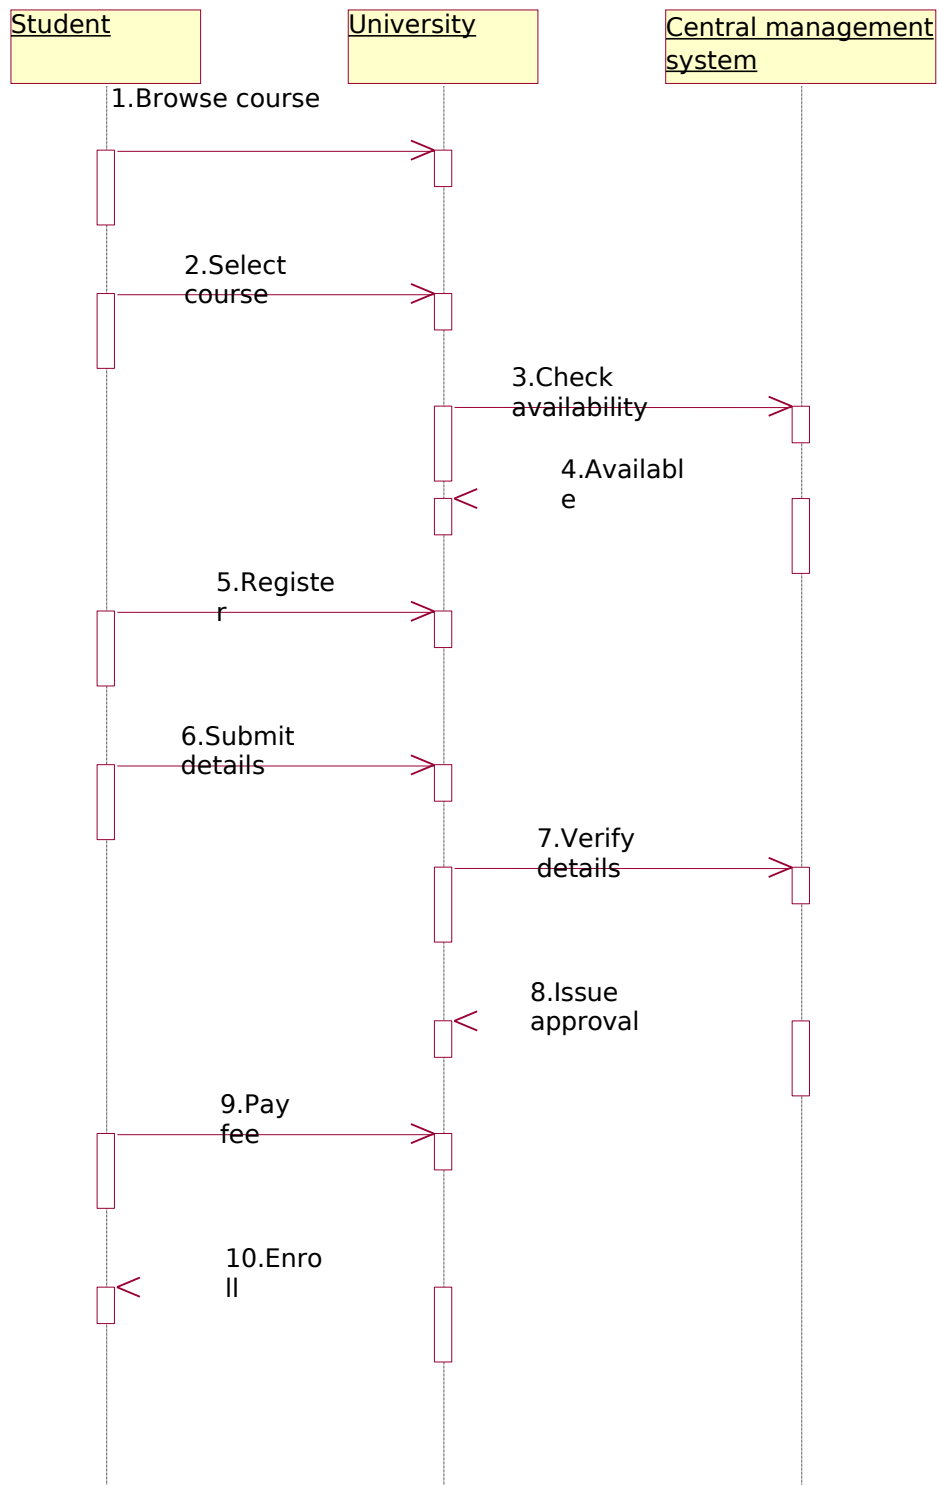 Student
University
Central management
system
1.Browse course
2.Select
course
3.Check
availability
4.Availabl
e
5.Registe
r
6.Submit
details
7.Verify
details
8.Issue
approval
9.Pay
fee
10.Enro
ll